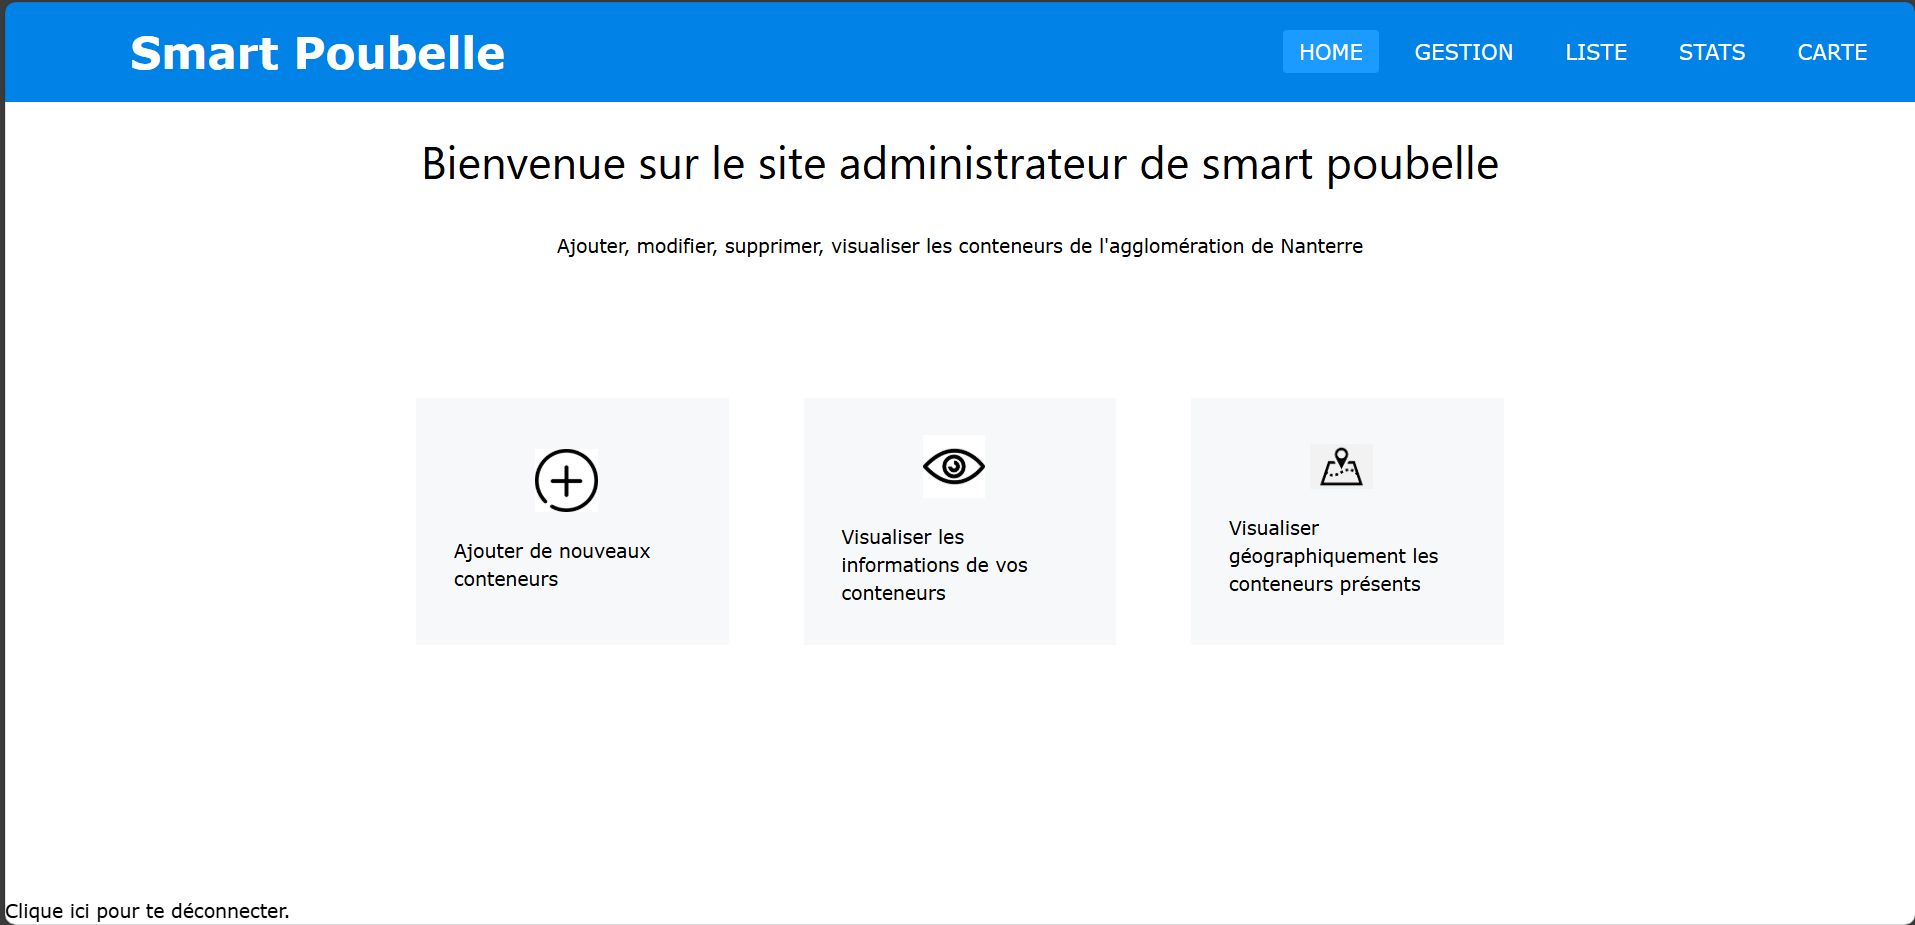 Smart Poubelle
HOME GESTION LISTE STATS CARTE
Bienvenue sur le site administrateur de smart poubelle
Ajouter, modifier, supprimer, visualiser les conteneurs de l'agglomération de Nanterre
Ajouter de nouveaux
conteneurs
Visualiser les
informations de vos
conteneurs
Visualiser
géographiquement les
conteneurs présents
Clique ici pour te déconnecter.